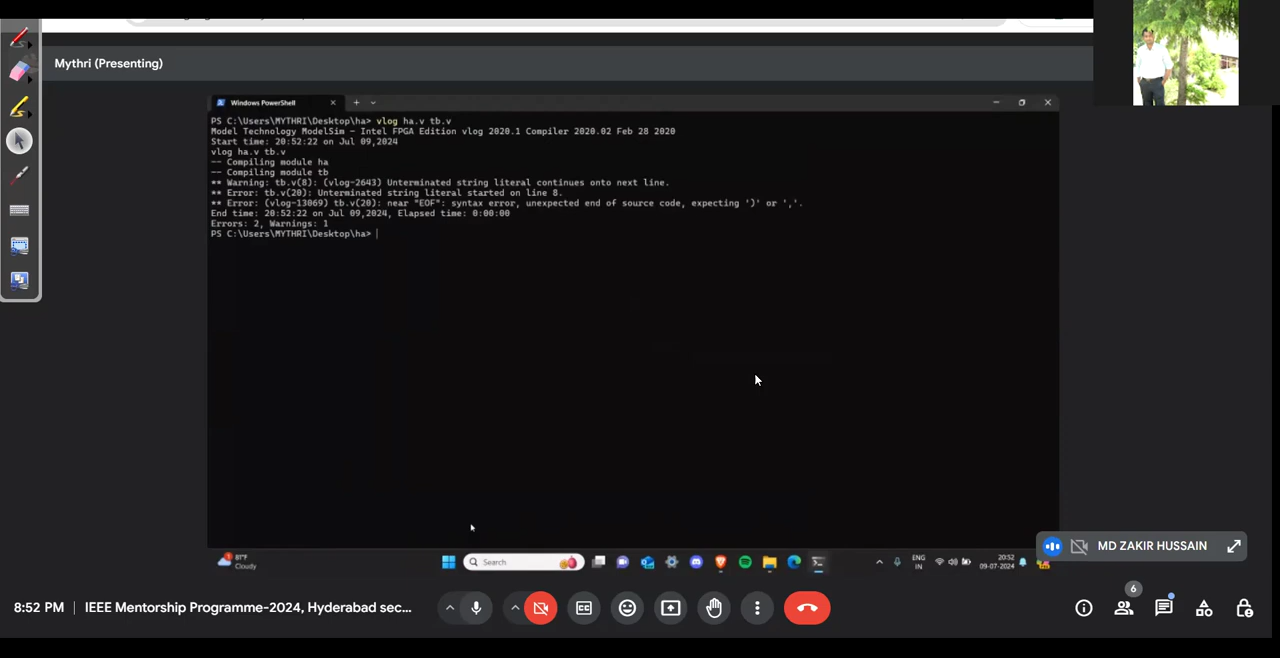 Mythri (Presenting)
Windows PowerShell
PS C:\Users\MYTHRI\Desktop\ha> vlog ha.v tb.v
Model Technology ModelSim - Intel FPGA Edition vlog 2020.1 Compiler 2020.02 Feb 28 2020
Start time: 20:52:22 on Jul 09,2024
vlog ha.v tb.v
-- Compiling module ha
-- Compiling module tb
** Warning: tb.v(8): (vlog-2643) Unterminated string literal continues onto next line.
** Error: tb.v(20): Unterminated string literal started on line 8.
** Error: (vlog-13069) tb.v(20): near "EOF": syntax error, unexpected end of source code, expecting ')' or ','.
End time: 20:52:22 on Jul 09,2024, Elapsed time: 0:00:00
Errors: 2, Warnings: 1
PS C:\Users\MYTHRI\Desktop\ha>
MD ZAKIR HUSSAIN
81°F
Cloudy
Search
ENG
IN
20:52
09-07-2024
6
8:52 PM | IEEE Mentorship Programme-2024, Hyderabad sec...